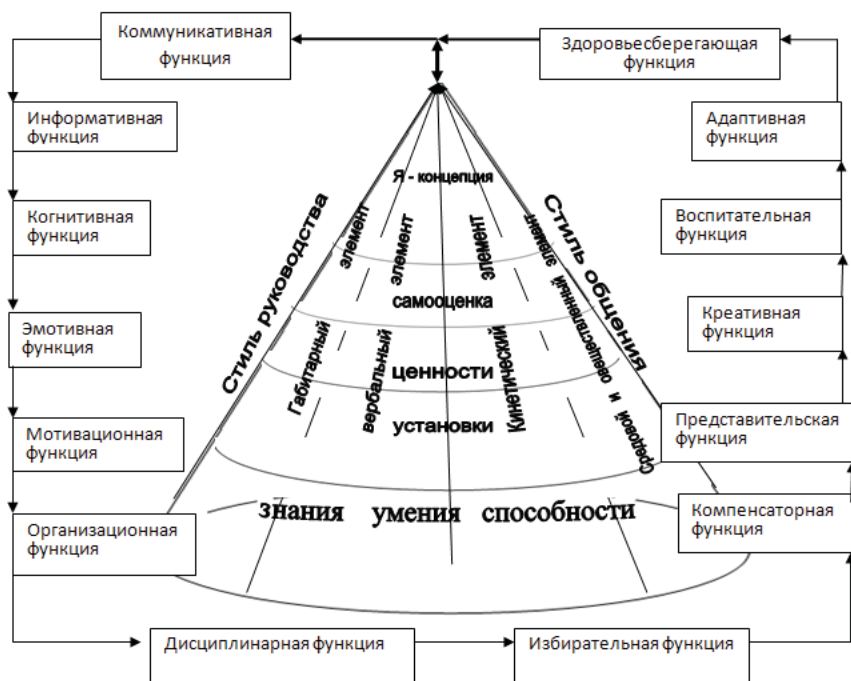 Коммуникативная
функция
Здоровьесберегающая
функция
Информативная
функция
Адаптивная
функция
Когнитивная
функция
Воспитательная
функция
Эмотивная
функция
Креативная
функция
Мотивационная
функция
Представительская
функция
Организационная
функция
Компенсаторная
функция
Дисциплинарная функция
Избирательная функция
Стиль руководства
Стиль общения
Я - концепция
самооценка
ценности
установки
знания умения способности
Габитарный элемент
вербальный элемент
Кинетический элемент
Средовой и овеществленный элемент